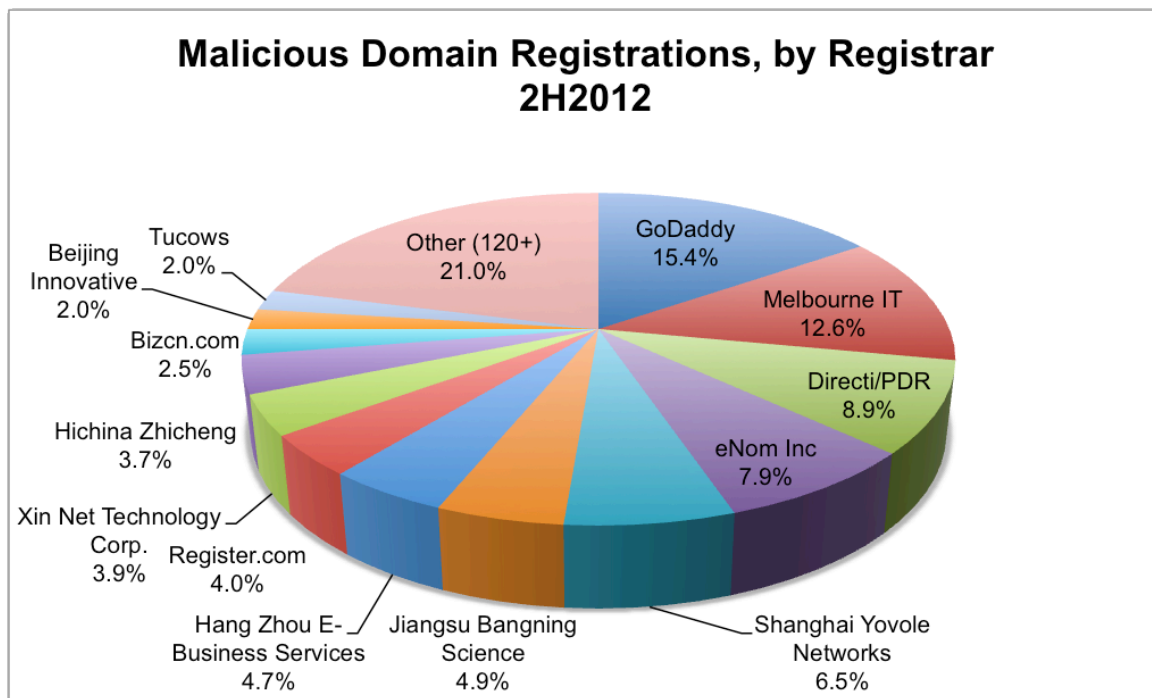 Malicious Domain Registrations, by Registrar
2H2012
GoDaddy
15.4%
Melbourne IT
12.6%
Directi/PDR
8.9%
eNom Inc
7.9%
Shanghai Yovole
Networks
6.5%
Jiangsu Bangning
Science
4.9%
Hang Zhou E-
Business Services
4.7%
Register.com
4.0%
Xin Net Technology
Corp.
3.9%
Hichina Zhicheng
3.7%
Bizcn.com
2.5%
Beijing
Innovative
2.0%
Tucows
2.0%
Other (120+)
21.0%